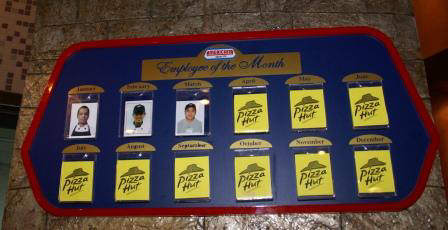 AMERICANA
Employee of the Month
January February March April May June
Pizza Hut Pizza Hut Pizza Hut
July August September October November December
Pizza Hut Pizza Hut Pizza Hut Pizza Hut Pizza Hut Pizza Hut